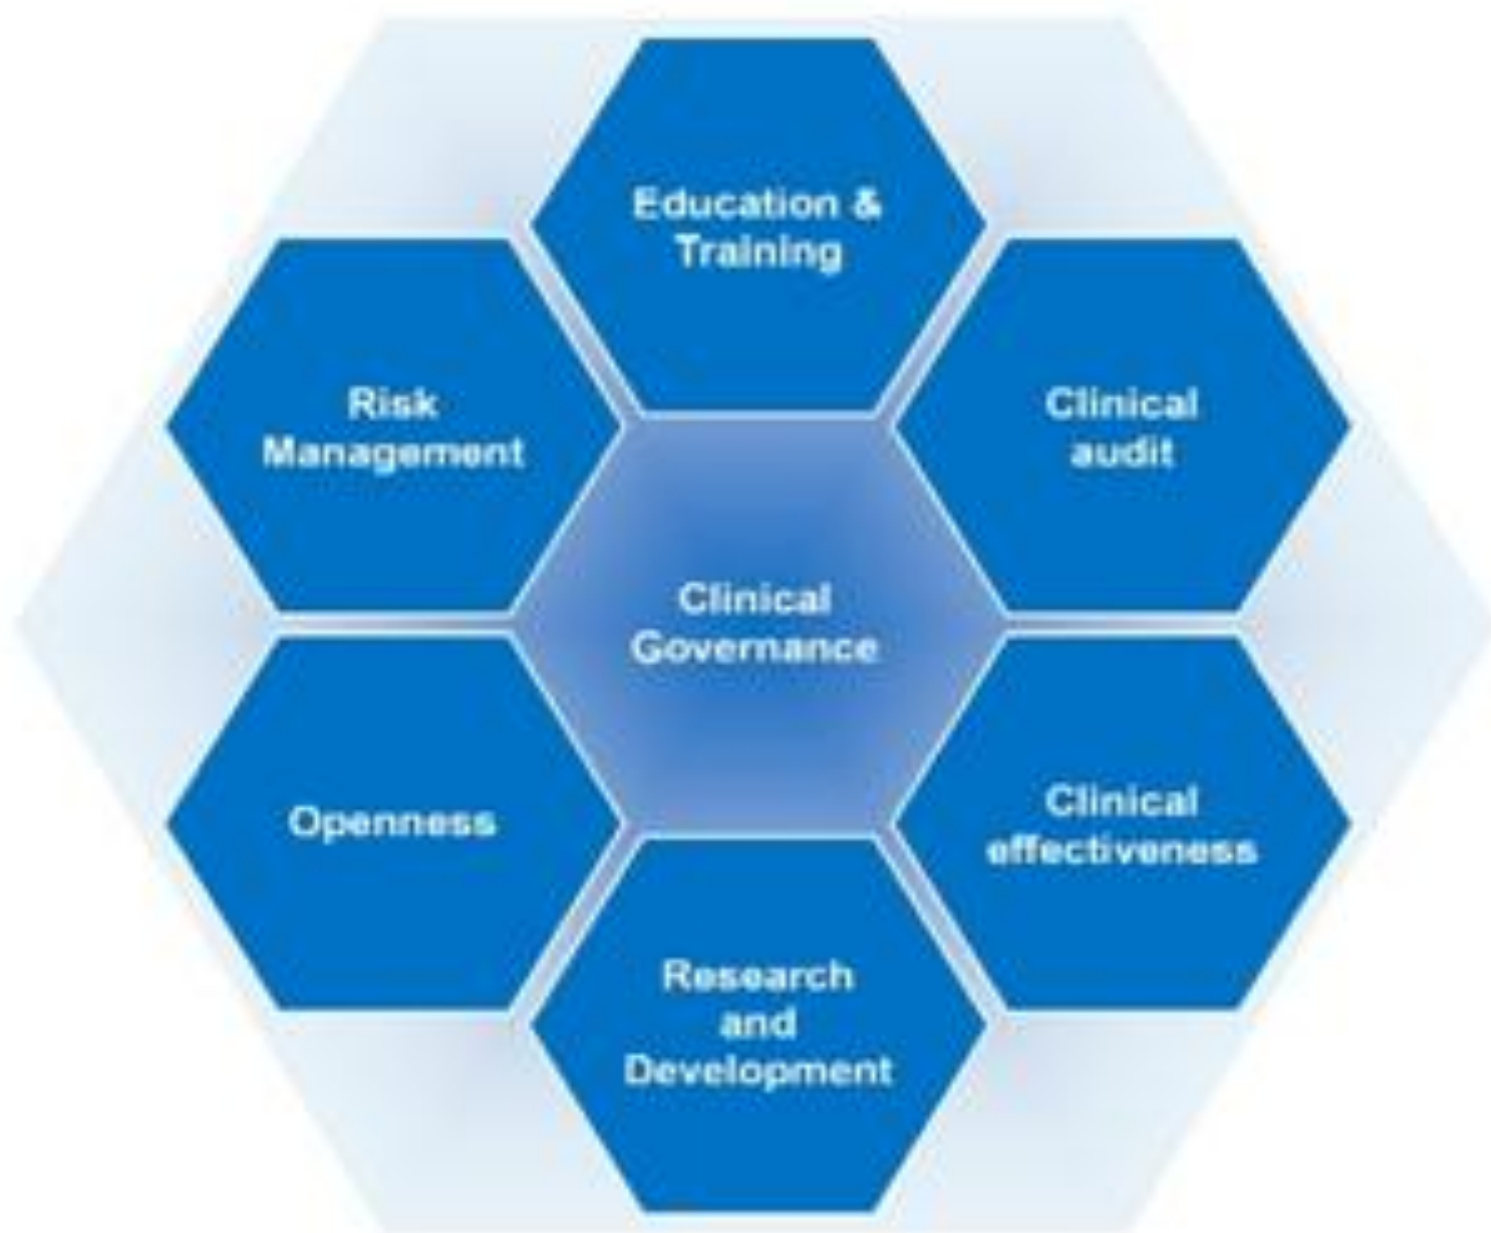 Education &
Training
Risk
Management
Clinical
audit
Clinical
Governance
Openness
Clinical
effectiveness
Research
and
Development